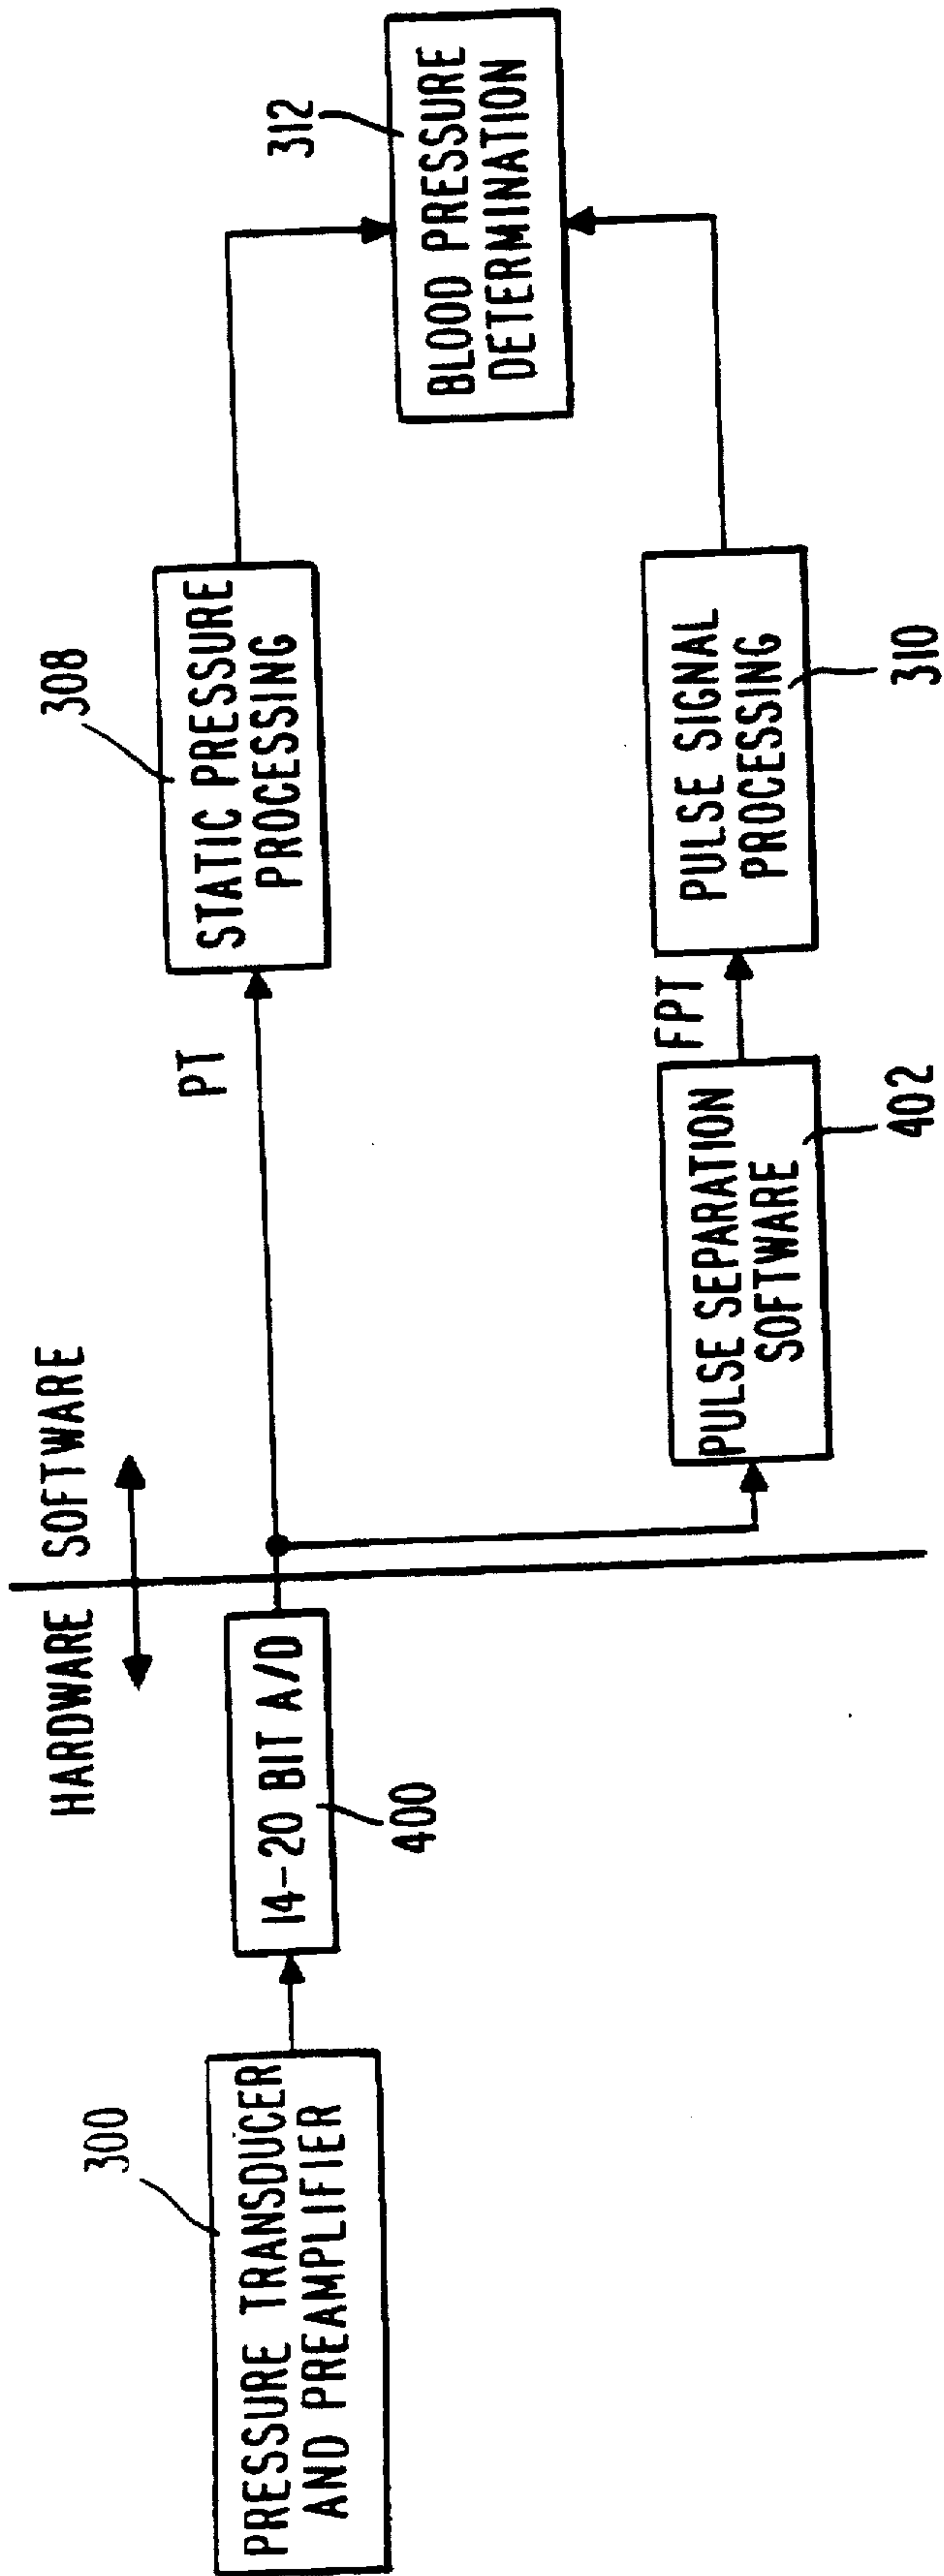 HARDWARE SOFTWARE
300
PRESSURE TRANSDUCER
AND PREAMPLIFIER
14-20 BIT A/D
400
PT
308
STATIC PRESSURE
PROCESSING
PULSE SEPARATION
SOFTWARE
402
FPT
PULSE SIGNAL
PROCESSING
310
312
BLOOD PRESSURE
DETERMINATION